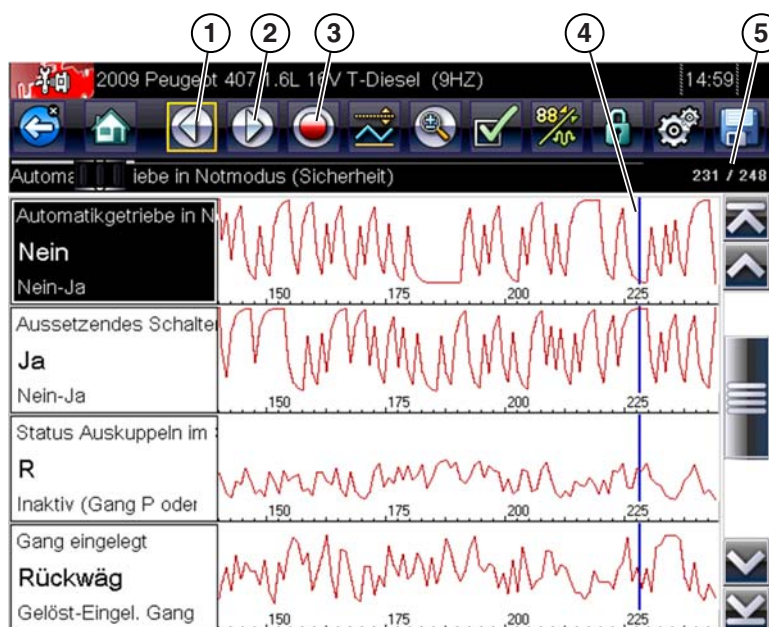 1 2 3 4 5
2009 Peugeot 407 1.6L 16V T-Diesel (9HZ) 14:59
88
iebe in Notmodus (Sicherheit) 231 / 248
Automatikgetriebe in N
Nein
Nein-Ja
150 175 200 225
Aussetzendes Schalte
Ja
Nein-Ja
150 175 200 225
Status Auskuppeln im
R
Inaktiv (Gang P oder
150 175 200 225
Gang eingelegt
Rückwäg
Gelöst-Eingel. Gang
150 175 200 225